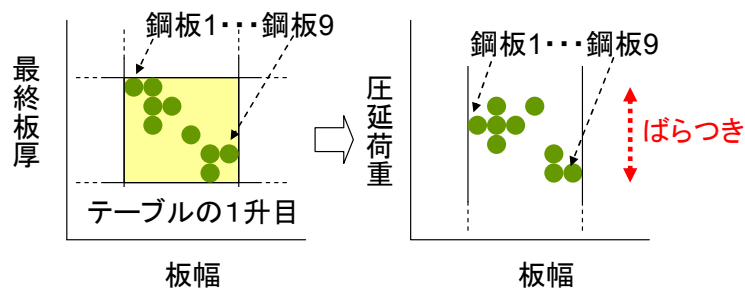 鋼板1・・・鋼板9
最終板厚
テーブルの1升目
板幅
鋼板1・・・鋼板9
圧延荷重
ばらつき
板幅